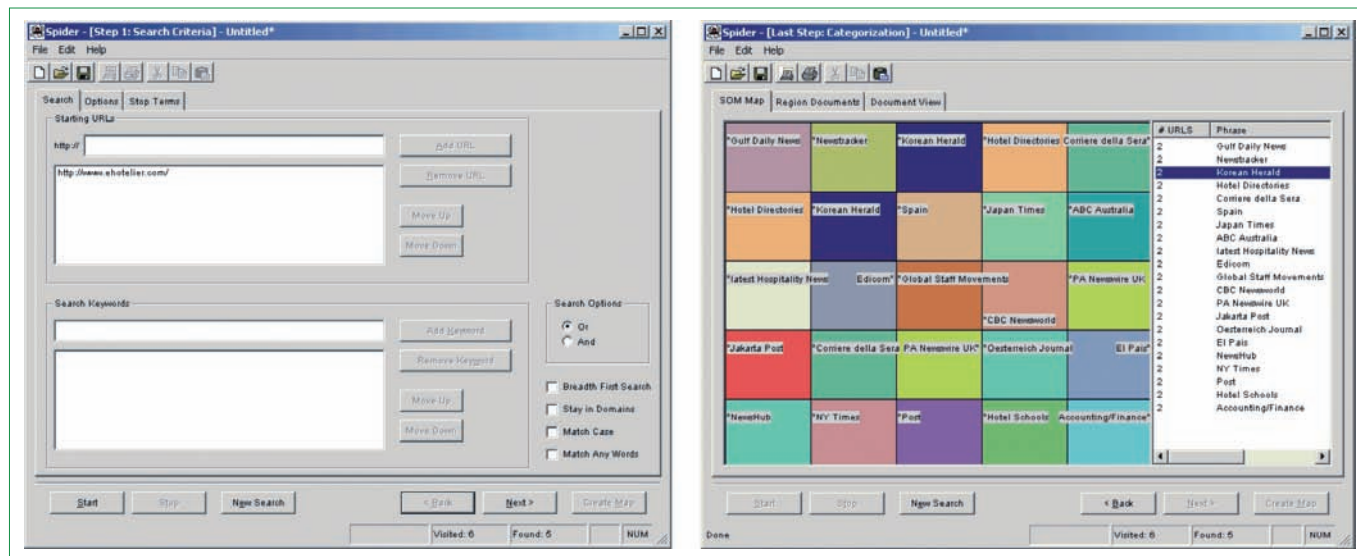 Spider - [Step 1: Search Criteria] - Untitled*
File Edit Help
Search Options Stop Terms
Starting URLs
http://
Add URL
http://www.ehotelier.com/
Remove URL
Move Up
Move Down
Search Keywords
Add Keyword
Remove Keyword
Move Up
Move Down
Search Options
Or
And
Breadth First Search
Stay in Domains
Match Case
Match Any Words
Start Stop New Search < Back Next > Create Map
Visited: 6 Found: 5 NUM
Spider - [Last Step: Categorization] - Untitled*
File Edit Help
SOM Map Region Documents Document View
"Gulf Daily News "Newstracker "Korean Herald "Hotel Directories Corriere della Sera"
"Hotel Directories "Korean Herald "Spain "Japan Times "ABC Australia
"latest Hospitality News Edicom" "Global Staff Movements "PA Newswire UK
"CBC Newsworld
"Jakarta Post "Corriere della Sera PA Newswire UK" "Oesterreich Journal El Pais"
"NewsHub "NY Times "Post "Hotel Schools Accounting/Finance"
# URLS Phrase
2 Gulf Daily News
2 Newstracker
2 Korean Herald
2 Hotel Directories
2 Corriere della Sera
2 Spain
2 Japan Times
2 ABC Australia
2 latest Hospitality News
2 Edicom
2 Global Staff Movements
2 CBC Newsworld
2 PA Newswire UK
2 Jakarta Post
2 Oesterreich Journal
2 El Pais
2 NewsHub
2 NY Times
2 Post
2 Hotel Schools
2 Accounting/Finance
Start Stop New Search < Back Next > Create Map
Done Visited: 6 Found: 5 NUM